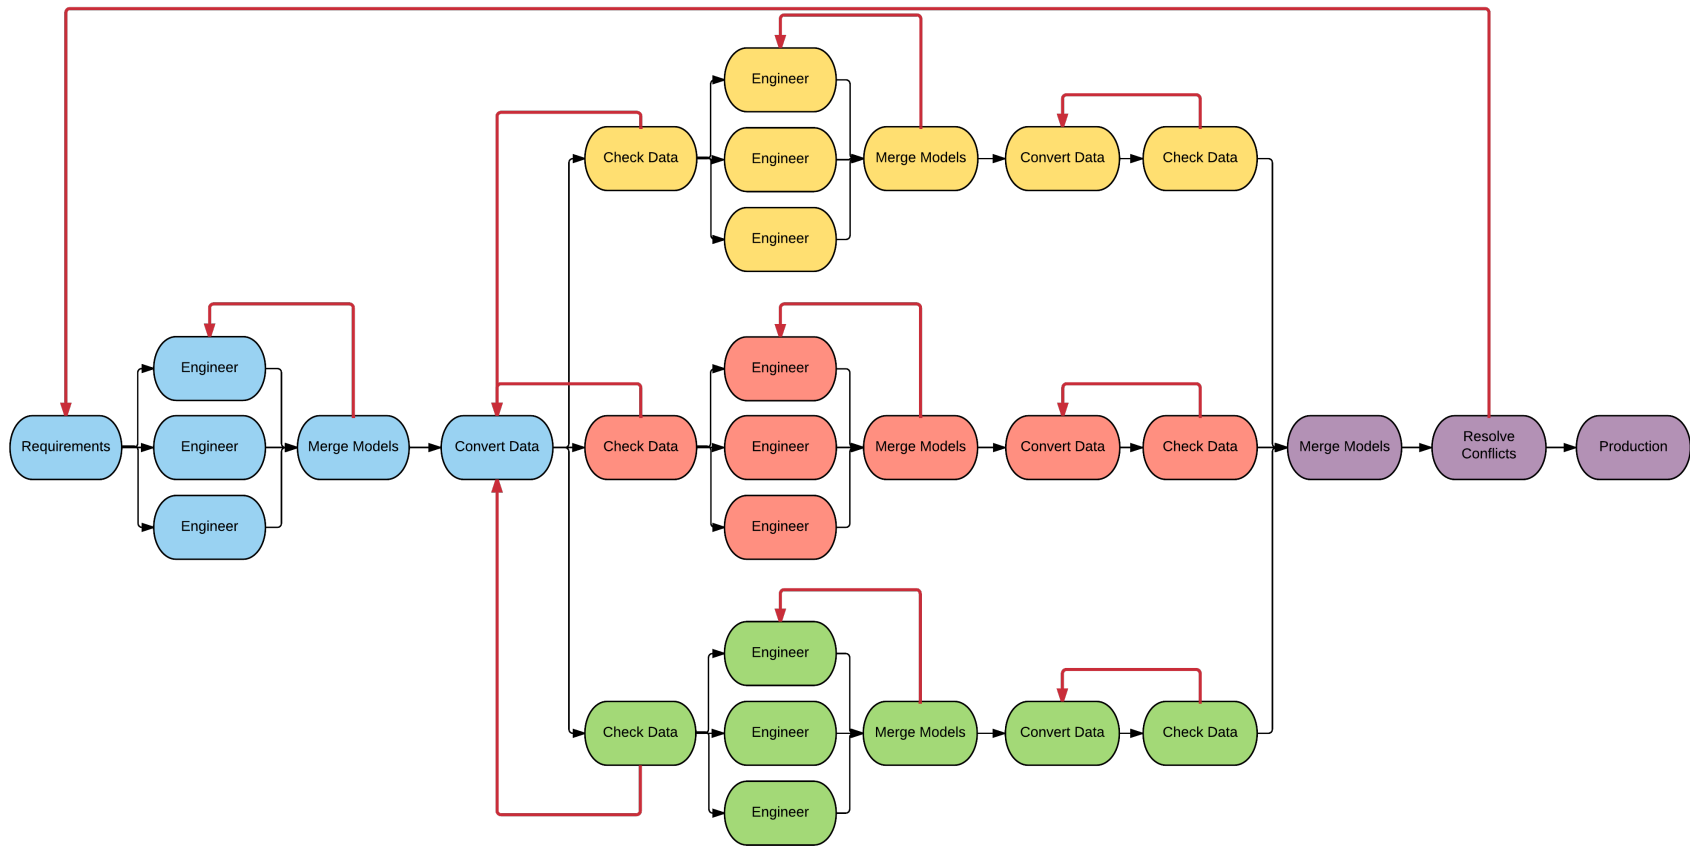 Engineer
Check Data
Engineer
Merge Models
Convert Data
Check Data
Engineer
Engineer
Engineer
Requirements
Engineer
Merge Models
Convert Data
Check Data
Engineer
Merge Models
Convert Data
Check Data
Merge Models
Resolve
Conflicts
Production
Engineer
Engineer
Engineer
Check Data
Engineer
Merge Models
Convert Data
Check Data
Engineer